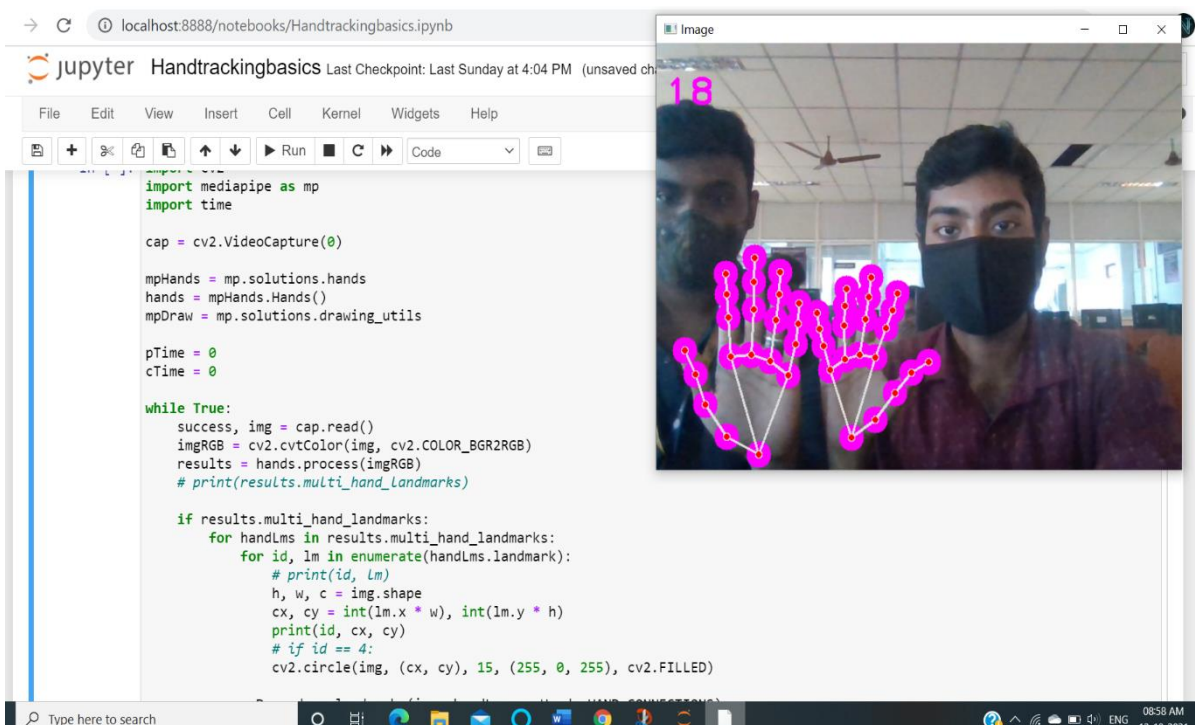 localhost:8888/notebooks/Handtrackingbasics.ipynb
Image
jupyter Handtrackingbasics Last Checkpoint: Last Sunday at 4:04 PM (unsaved
18
File Edit View Insert Cell Kernel Widgets Help
Run Code
import mediapipe as mp
import time
cap = cv2.VideoCapture(0)
mpHands = mp.solutions.hands
hands = mpHands.Hands()
mpDraw = mp.solutions.drawing_utils
pTime = 0
cTime = 0
while True:
success, img = cap.read()
imgRGB = cv2.cvtColor(img, cv2.COLOR_BGR2RGB)
results = hands.process(imgRGB)
# print(results.multi_hand_landmarks)
if results.multi_hand_landmarks:
for handLms in results.multi_hand_landmarks:
for id, lm in enumerate(handLms.landmark):
# print(id, lm)
h, w, c = img.shape
cx, cy = int(lm.x * w), int(lm.y * h)
print(id, cx, cy)
# if id == 4:
cv2.circle(img, (cx, cy), 15, (255, 0, 255), cv2.FILLED)
Type here to search
ENG
08:58 AM